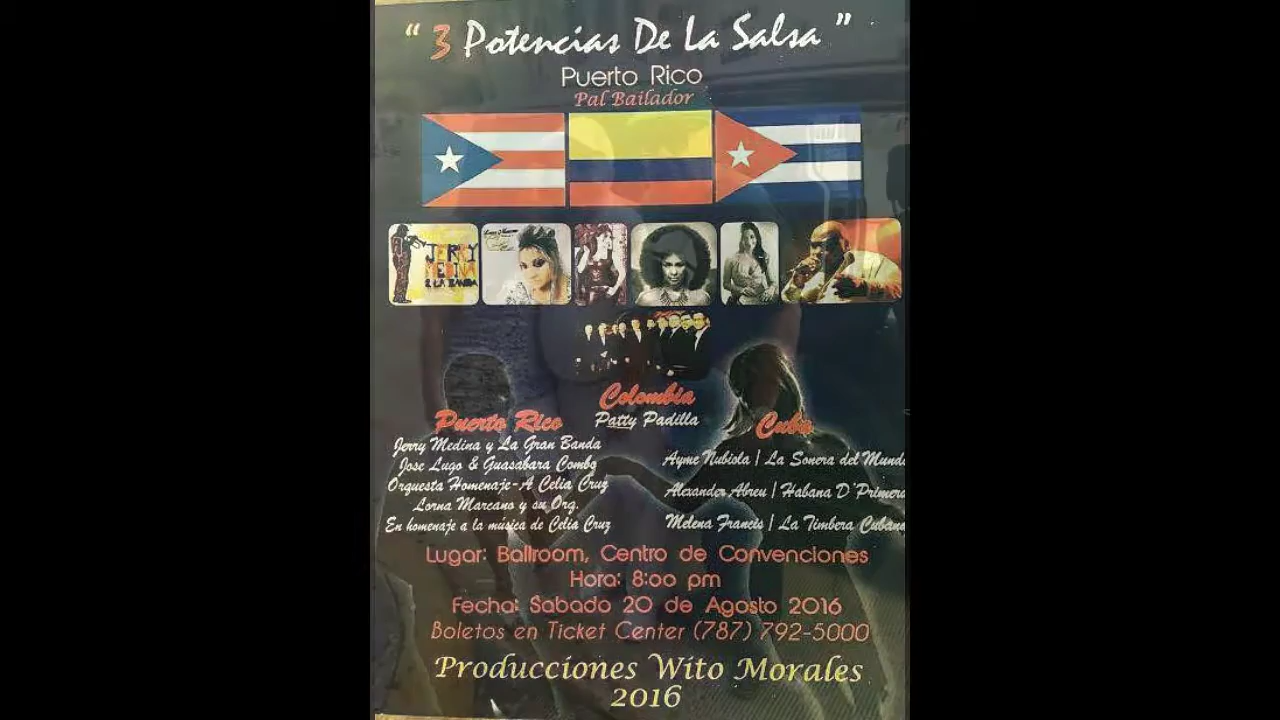 “ 3 Potencias De La Salsa ”
Puerto Rico
Pal Bailador
JERRY
MEDINA
& LA BANDA
Colombia
Patty Padilla
Puerto Rico
Jerry Medina y La Gran Banda
Jose Lugo & Guasabara Combo
Orquesta Homenaje-A Celia Cruz
Lorna Marcano y su Org.
En homenaje a la música de Celia Cruz
Cuba
Ayme Nubiola | La Sonera del Mundo
Alexander Abreu | Habana D'Primera
Melena Francis | La Timbera Cubana
Lugar: Ballroom, Centro de Convenciones
Hora: 8:00 pm
Fecha: Sabado 20 de Agosto 2016
Boletos en Ticket Center (787) 792-5000
Producciones Wito Morales
2016